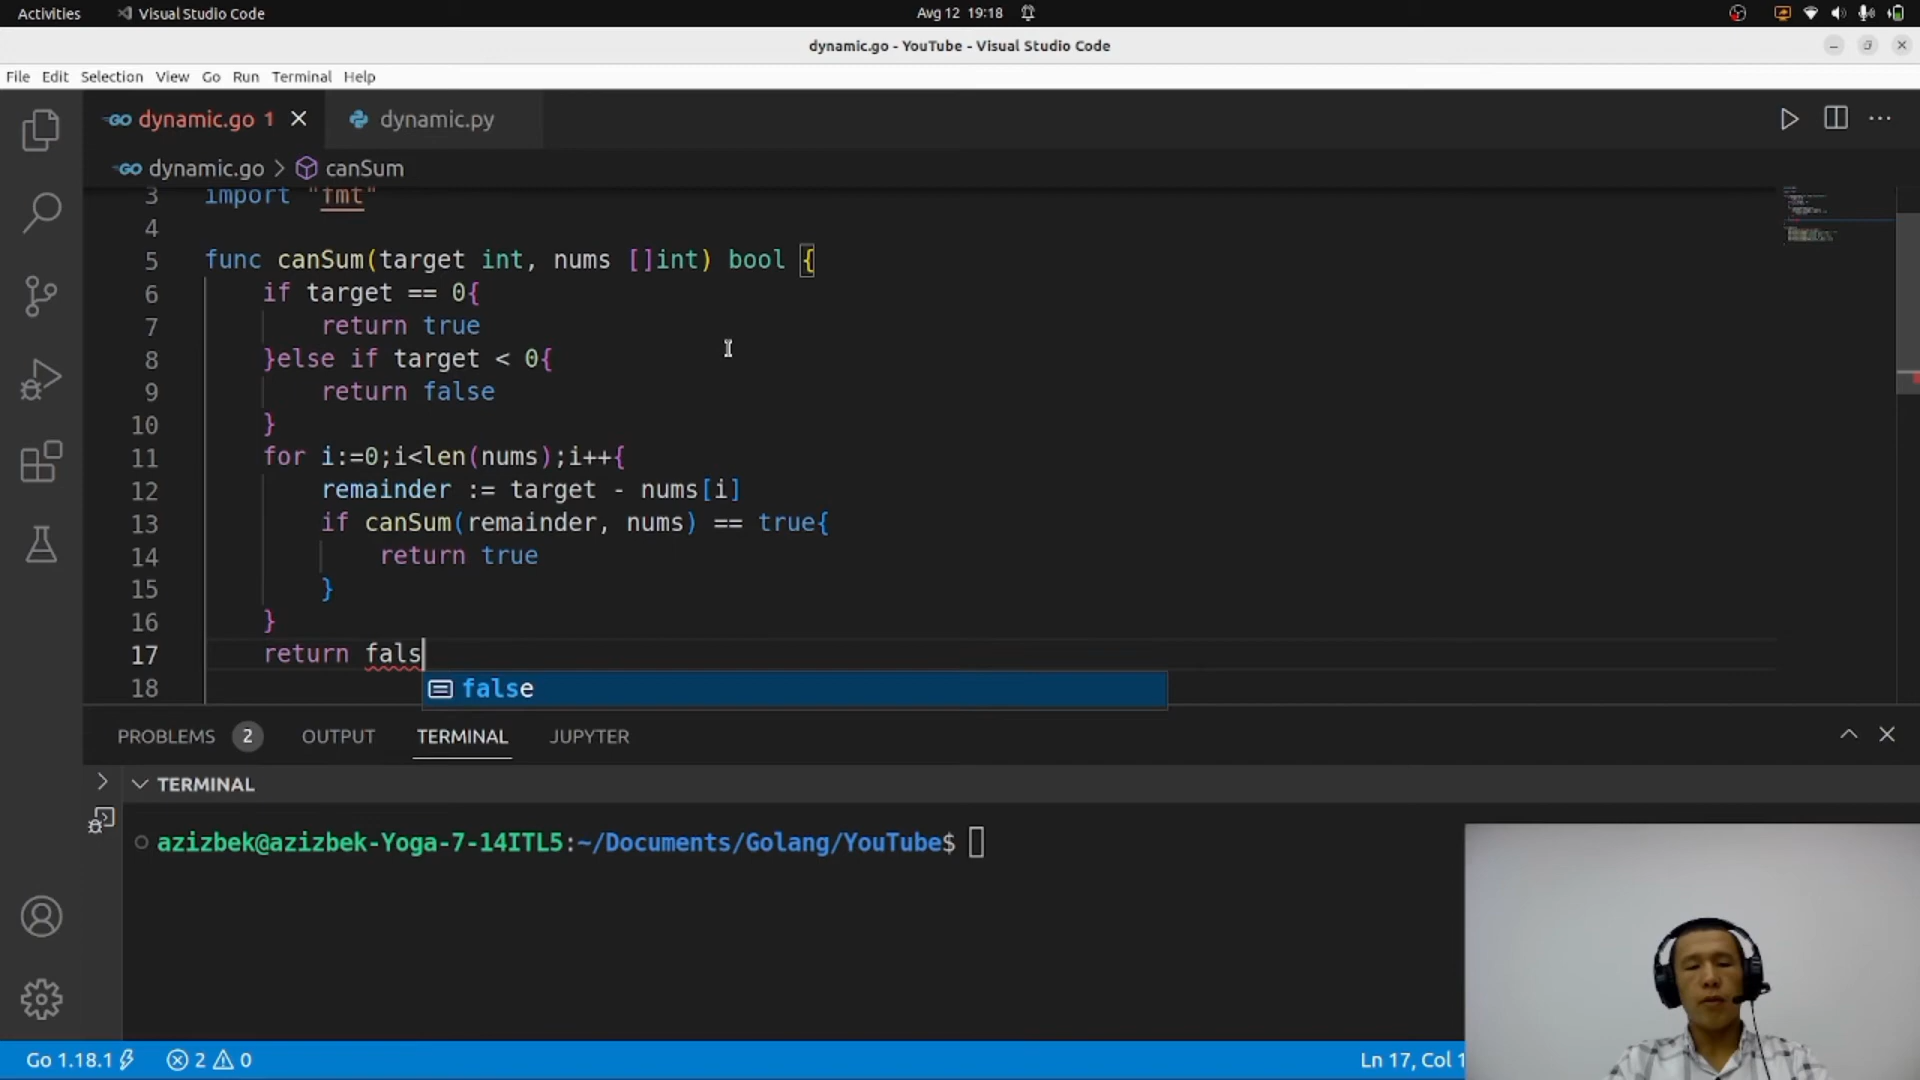 Activities Visual Studio Code Avg 12 19:18
dynamic.go - YouTube - Visual Studio Code
File Edit Selection View Go Run Terminal Help
GO dynamic.go 1 dynamic.py
GO dynamic.go > canSum
3 import "fmt"
4
5 func canSum(target int, nums []int) bool {
6 if target == 0{
7 return true
8 }else if target < 0{
9 return false
10 }
11 for i:=0;i<len(nums);i++{
12 remainder := target - nums[i]
13 if canSum(remainder, nums) == true{
14 return true
15 }
16 }
17 return fals
false
18
PROBLEMS 2 OUTPUT TERMINAL JUPYTER
TERMINAL
azizbek@azizbek-Yoga-7-14ITL5:~/Documents/Golang/YouTube$
Go 1.18.1 2 0 Ln 17, Col 1